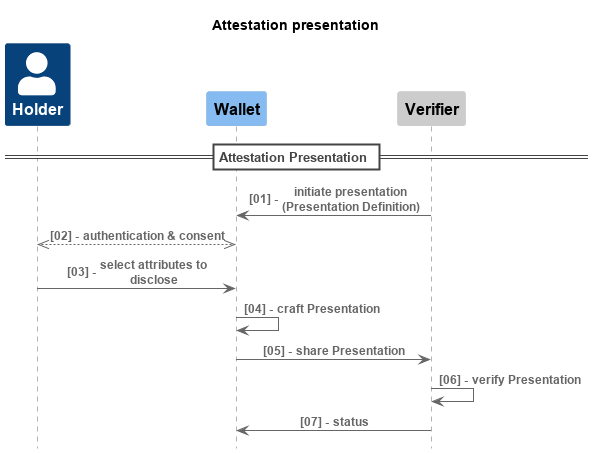 Attestation presentation
Holder
Wallet
Verifier
Attestation Presentation
[01] - initiate presentation
(Presentation Definition)
[02] - authentication & consent
[03] - select attributes to
disclose
[04] - craft Presentation
[05] - share Presentation
[06] - verify Presentation
[07] - status